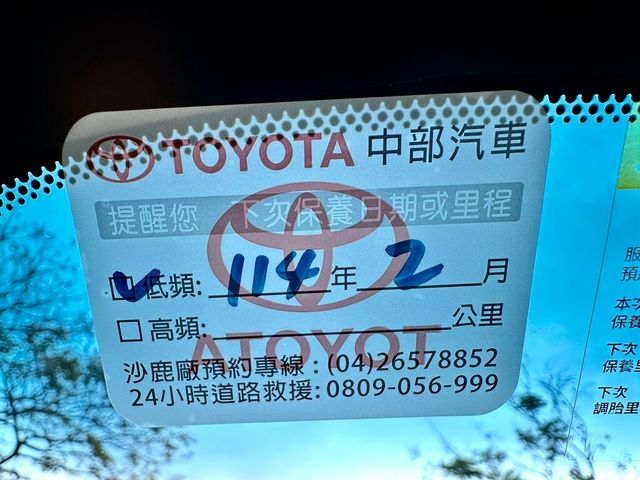 TOYOTA 中部汽車
提醒您 下次保養日期或里程
☑低頻: 114 年 2 月
□高頻: 公里
TOYOTA
沙鹿廠預約專線 : (04)26578852
24小時道路救援: 0809-056-999
服
預
本次
保養
下次
保養里
下次
調胎里